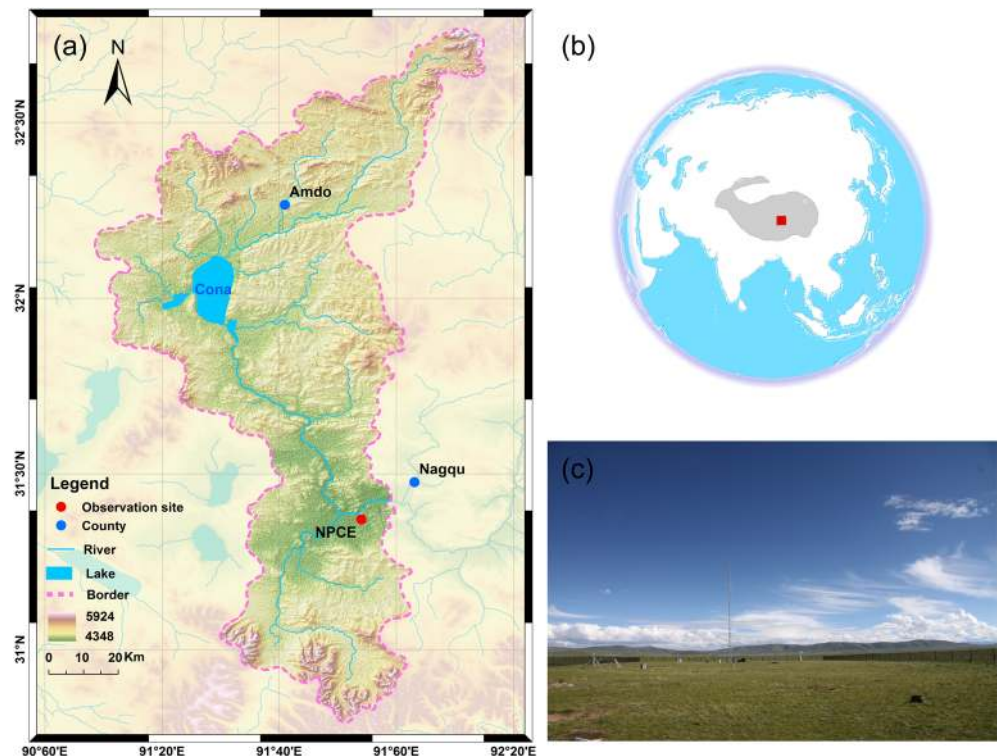 (a)
N
32°30'N
32°N
31°30'N
31°N
Amdo
Cona
Nagqu
NPCE
Legend
Observation site
County
River
Lake
Border
5924
4348
0 10 20 Km
90°60'E 91°20'E 91°40'E 91°60'E 92°20'E
(b)
(c)